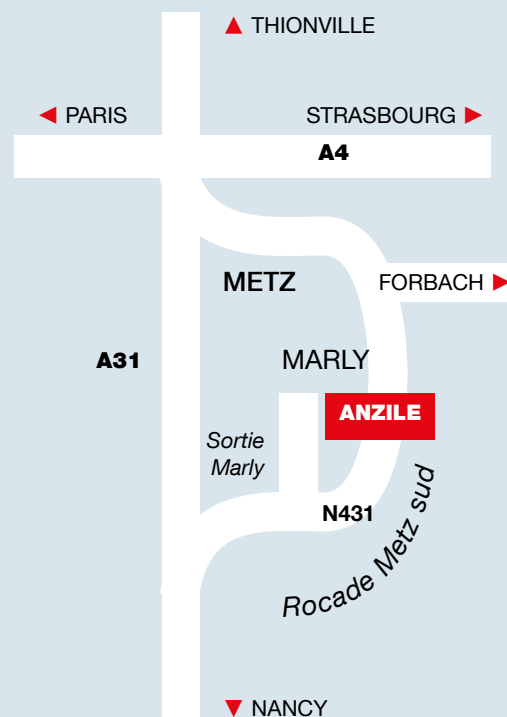 THIONVILLE
PARIS
STRASBOURG
A4
METZ
FORBACH
A31
MARLY
ANZILE
Sortie
Marly
N431
Rocade Metz sud
NANCY